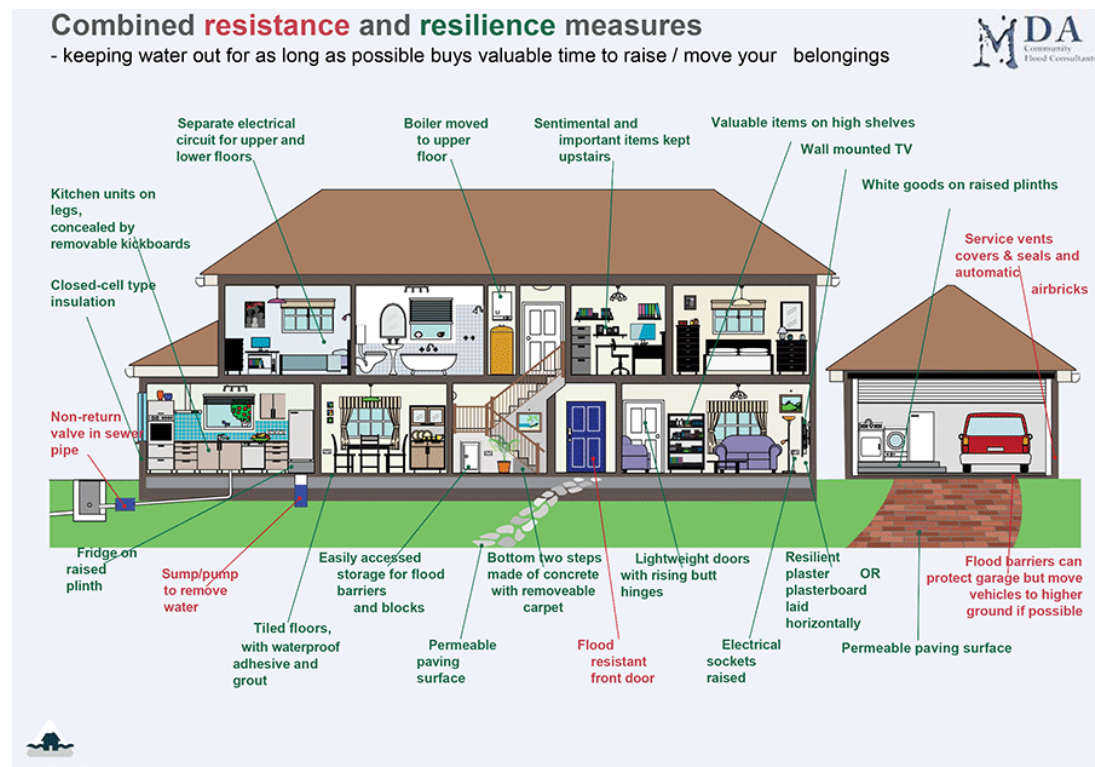 Combined resistance and resilience measures
- keeping water out for as long as possible buys valuable time to raise / move your belongings
MDA
Community
Flood Consultants
Separate electrical
circuit for upper and
lower floors
Boiler moved
to upper
floor
Sentimental and
important items kept
upstairs
Valuable items on high shelves
Wall mounted TV
White goods on raised plinths
Kitchen units on
legs,
concealed by
removable kickboards
Service vents
covers & seals and
automatic
airbricks
Closed-cell type
insulation
Non-return
valve in sewer
pipe
Fridge on
raised
plinth
Sump/pump
to remove
water
Easily accessed
storage for flood
barriers
and blocks
Bottom two steps
made of concrete
with removeable
carpet
Lightweight doors
with rising butt
hinges
Resilient
plaster OR
plasterboard
laid
horizontally
Flood barriers can
protect garage but move
vehicles to higher
ground if possible
Tiled floors,
with waterproof
adhesive and
grout
Permeable
paving
surface
Flood
resistant
front door
Electrical
sockets
raised
Permeable paving surface